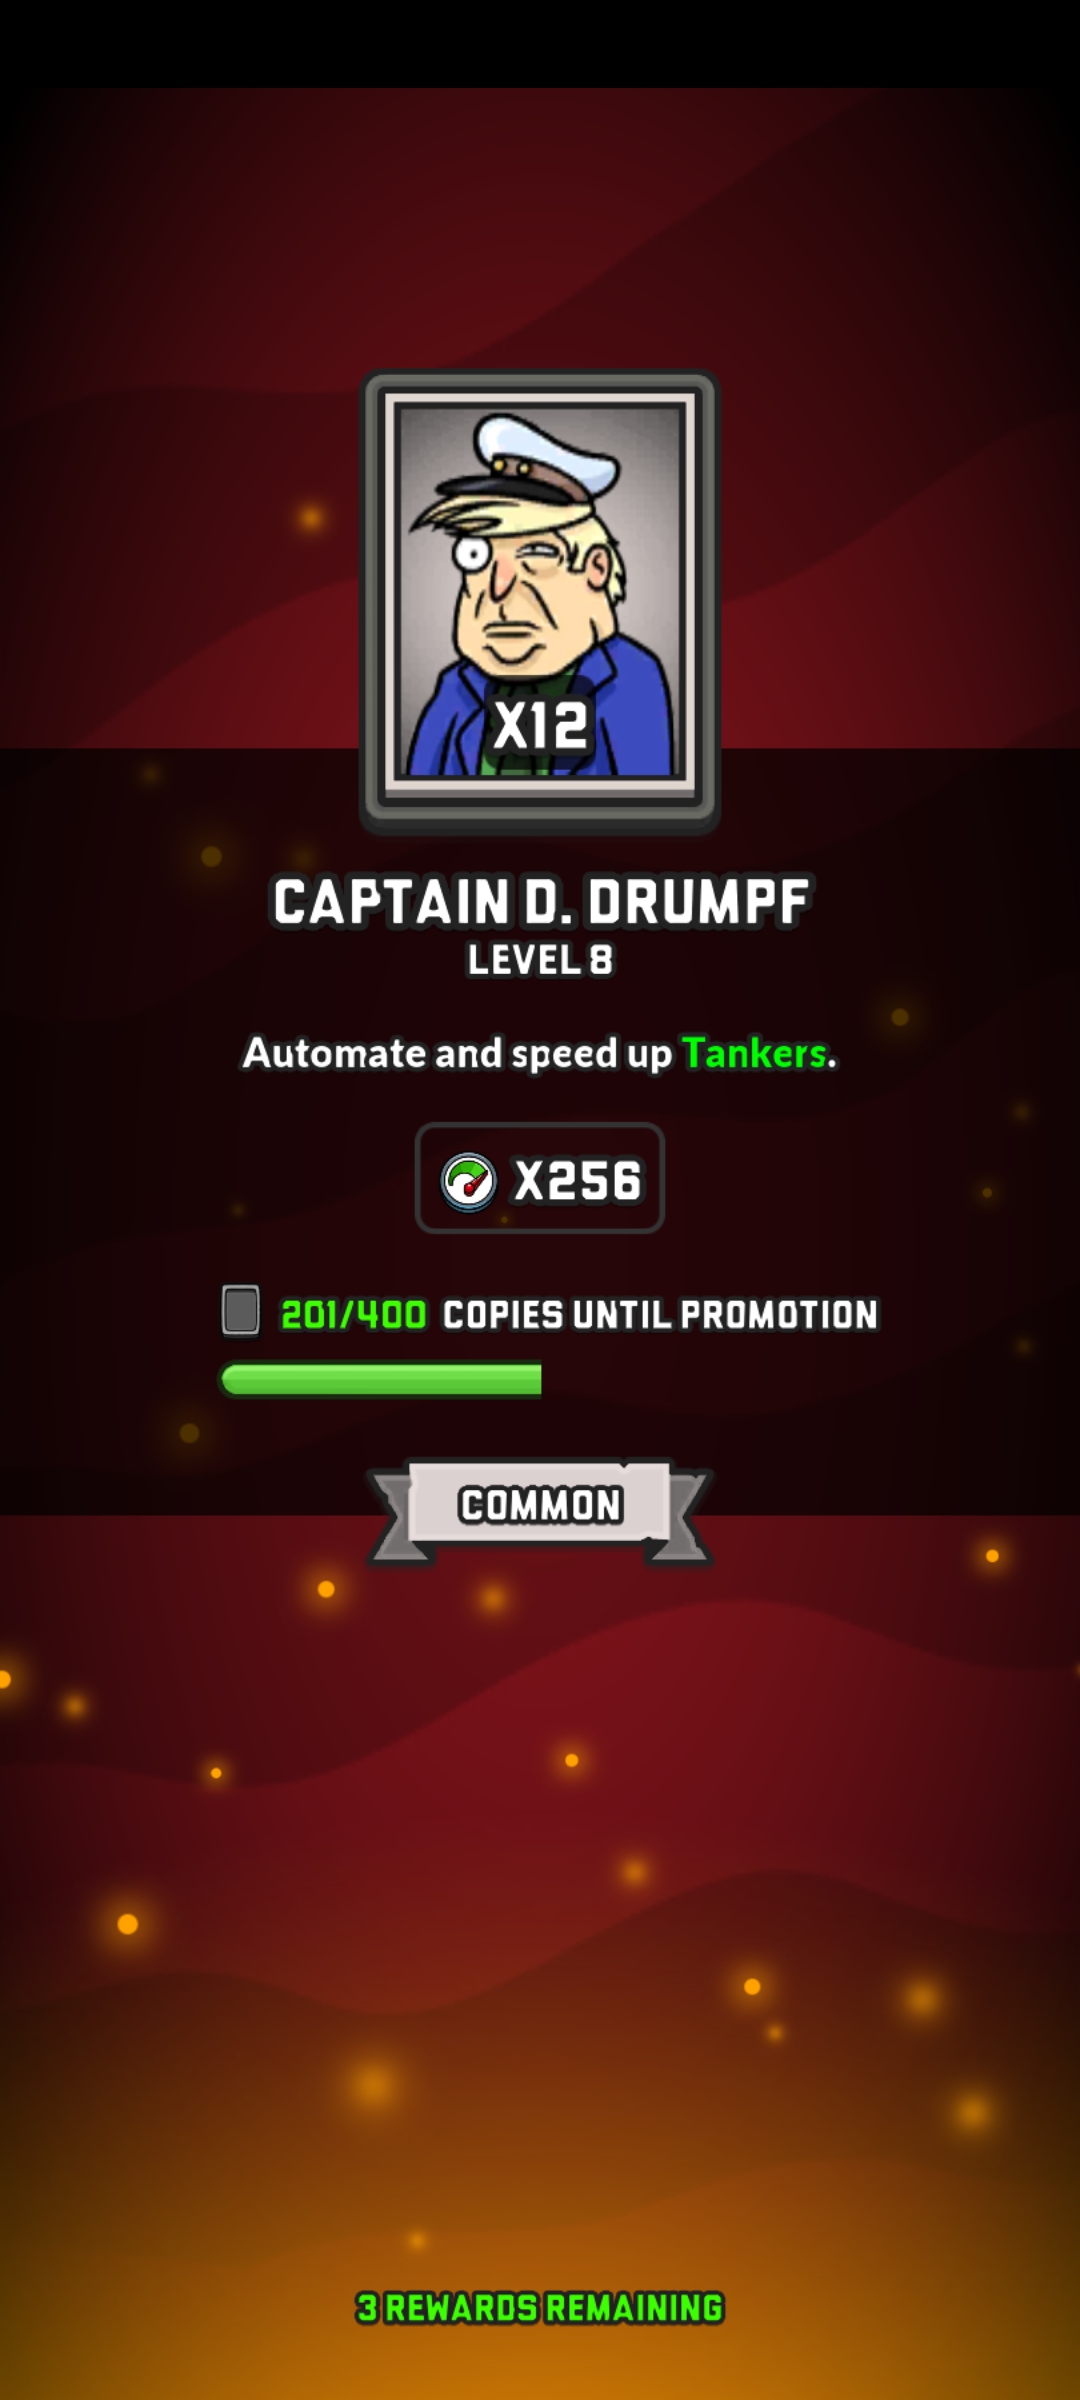 X12
CAPTAIN D. DRUMPF
LEVEL 8
Automate and speed up Tankers.
X256
201/400 COPIES UNTIL PROMOTION
COMMON
3 REWARDS REMAINING